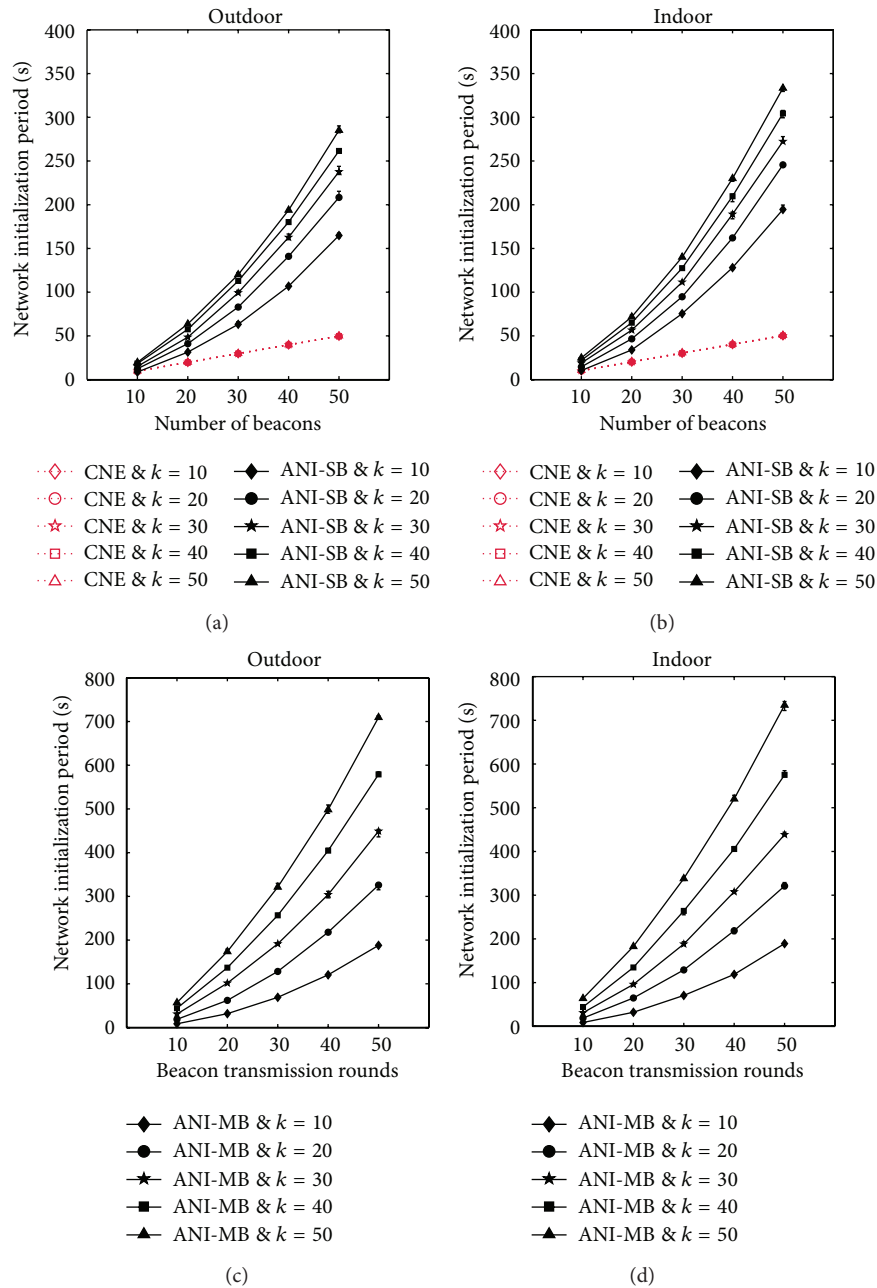 Outdoor
400
350
300
250
200
150
100
50
0
Network initialization period (s)
10 20 30 40 50
Number of beacons
CNE & k = 10 ANI-SB & k = 10
CNE & k = 20 ANI-SB & k = 20
CNE & k = 30 ANI-SB & k = 30
CNE & k = 40 ANI-SB & k = 40
CNE & k = 50 ANI-SB & k = 50
(a)
Indoor
400
350
300
250
200
150
100
50
0
Network initialization period (s)
10 20 30 40 50
Number of beacons
CNE & k = 10 ANI-SB & k = 10
CNE & k = 20 ANI-SB & k = 20
CNE & k = 30 ANI-SB & k = 30
CNE & k = 40 ANI-SB & k = 40
CNE & k = 50 ANI-SB & k = 50
(b)
Outdoor
800
700
600
500
400
300
200
100
0
Network initialization period (s)
10 20 30 40 50
Beacon transmission rounds
ANI-MB & k = 10
ANI-MB & k = 20
ANI-MB & k = 30
ANI-MB & k = 40
ANI-MB & k = 50
(c)
Indoor
800
700
600
500
400
300
200
100
0
Network initialization period (s)
10 20 30 40 50
Beacon transmission rounds
ANI-MB & k = 10
ANI-MB & k = 20
ANI-MB & k = 30
ANI-MB & k = 40
ANI-MB & k = 50
(d)